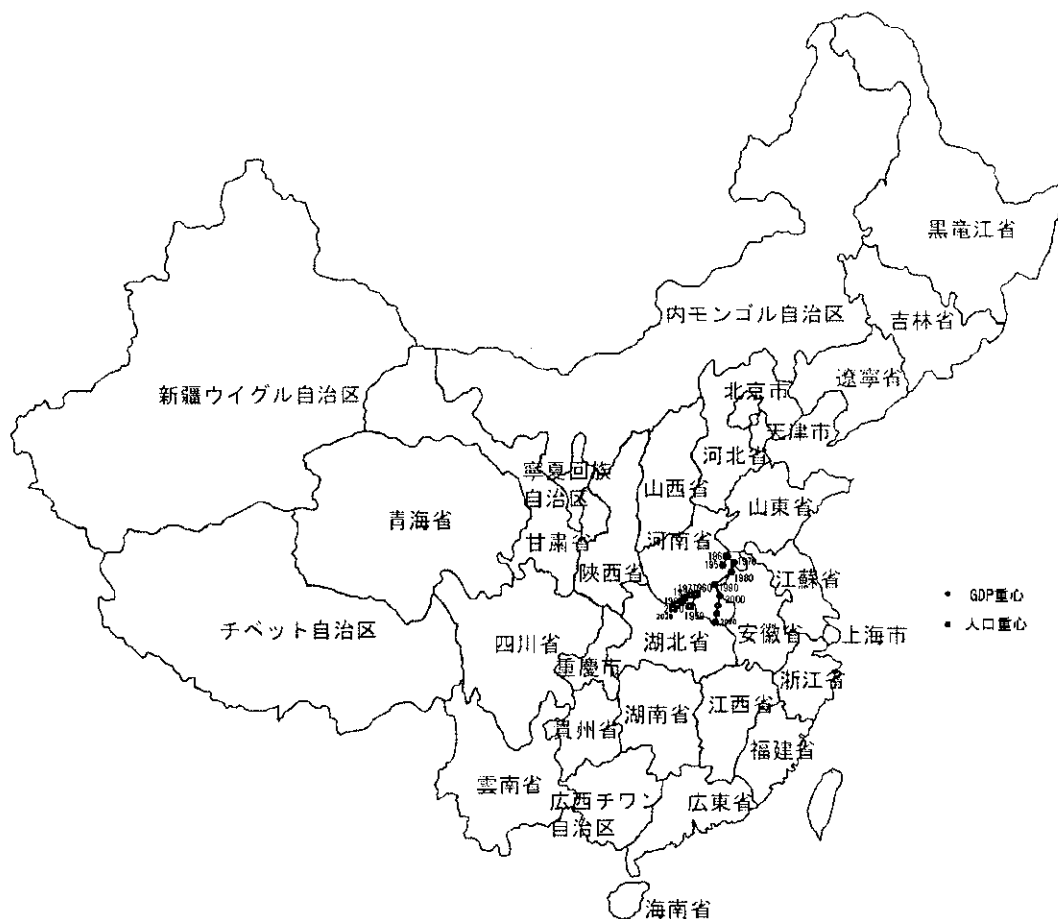 黒竜江省
内モンゴル自治区
吉林省
新疆ウイグル自治区
北京市
遼寧省
天津市
河北省
寧夏回族
自治区
山西省
山東省
青海省
甘粛省
河南省
陝西省
江蘇省
1970
1980
1960
1990
2000
チベット自治区
四川省
重慶市
湖北省
安徽省
上海市
浙江省
貴州省
湖南省
江西省
福建省
雲南省
広西チワン
自治区
広東省
海南省
GDP重心
人口重心